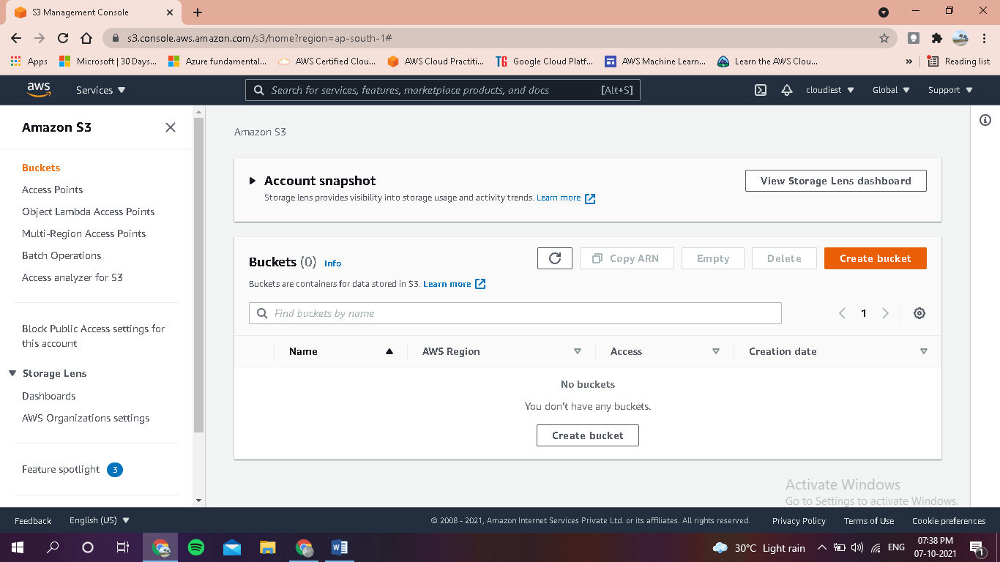 S3 Management Console
s3.console.aws.amazon.com/s3/home?region=ap-south-1#
Apps Microsoft | 30 Days... Azure fundamental... AWS Certified Clou... AWS Cloud Practiti... TG Google Cloud Platf... AWS Machine Learn... Learn the AWS Clou... » Reading list
aws Services Search for services, features, marketplace products, and docs [Alt+S] cloudiest Global Support
Amazon S3
Buckets
Access Points
Object Lambda Access Points
Multi-Region Access Points
Batch Operations
Access analyzer for S3
Block Public Access settings for
this account
Storage Lens
Dashboards
AWS Organizations settings
Feature spotlight 3
Amazon S3
Account snapshot
View Storage Lens dashboard
Storage lens provides visibility into storage usage and activity trends. Learn more
Buckets (0) Info
Copy ARN Empty Delete Create bucket
Buckets are containers for data stored in S3. Learn more
Find buckets by name
1
Name AWS Region Access Creation date
No buckets
You don't have any buckets.
Create bucket
Activate Windows
Go to Settings to activate Windows.
Feedback English (US) © 2008 - 2021, Amazon Internet Services Private Ltd. or its affiliates. All rights reserved. Privacy Policy Terms of Use Cookie preferences
30°C Light rain ENG 07:38 PM
07-10-2021 1